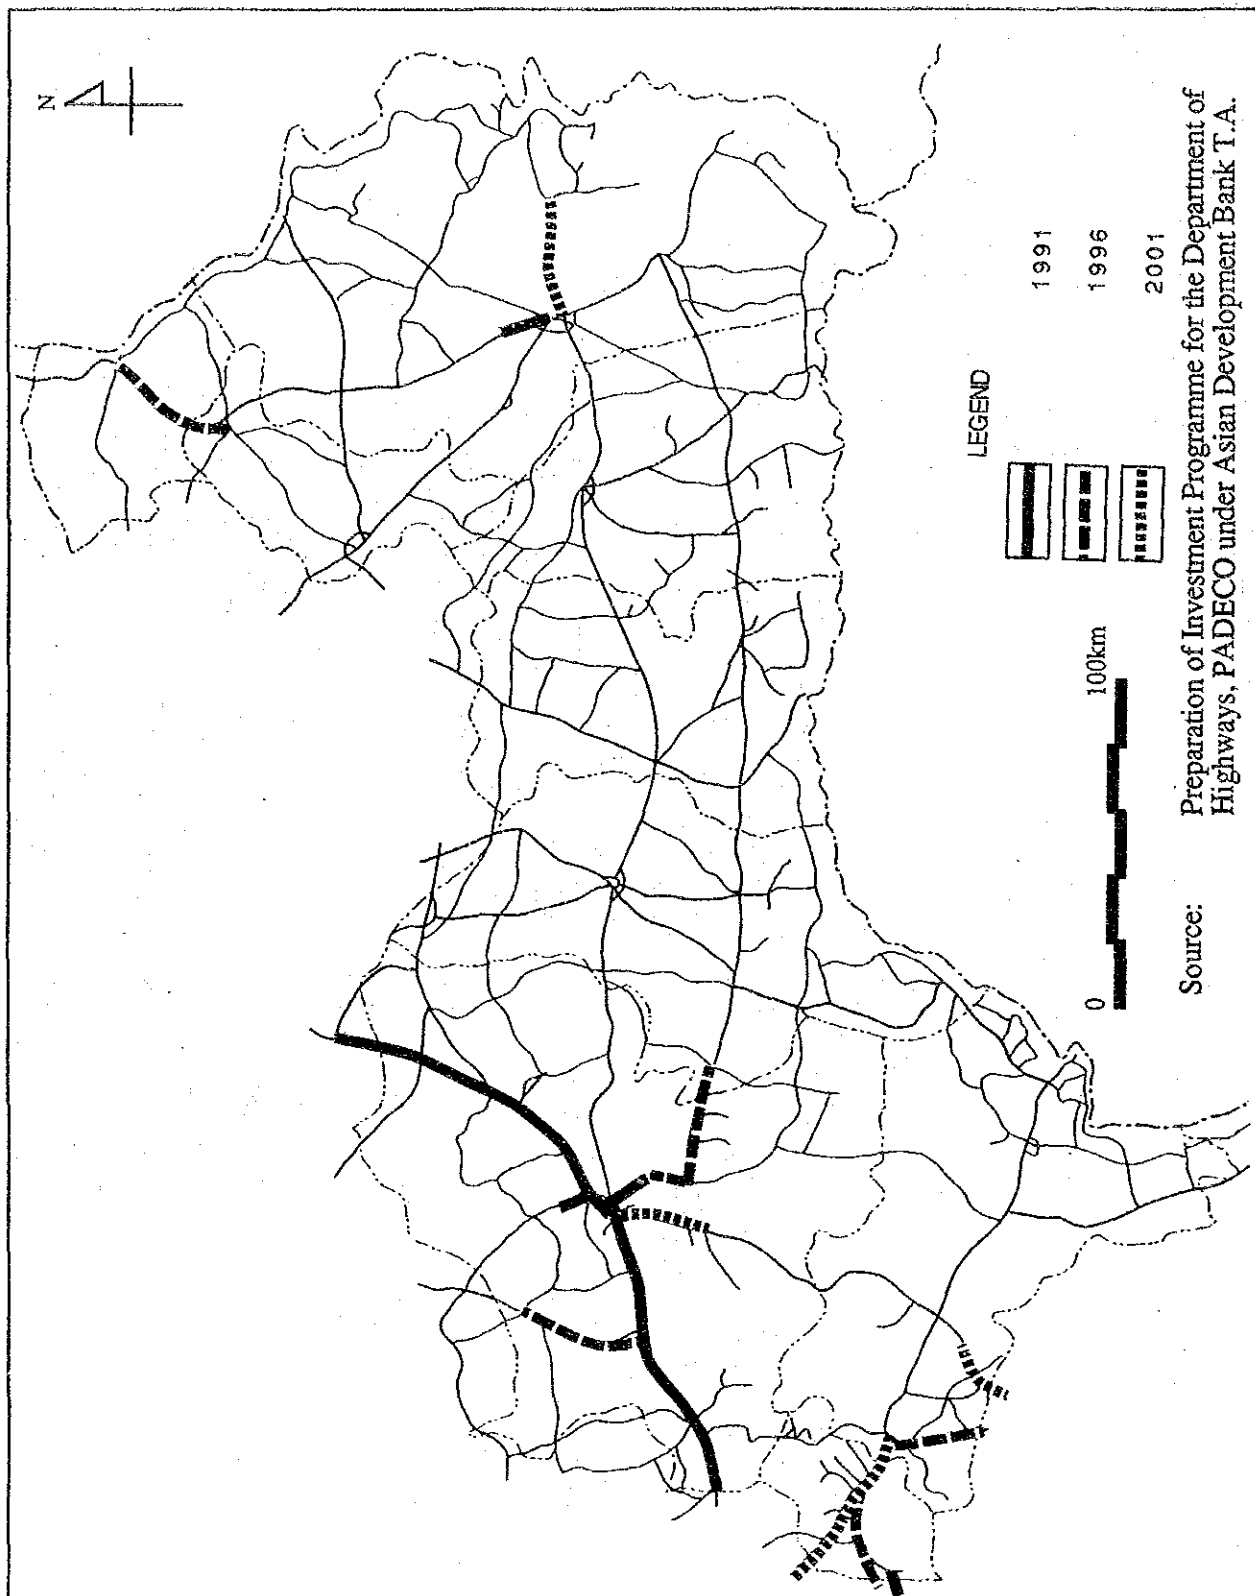 N
LEGEND
1991
1996
2001
0 100km
Source: Preparation of Investment Programme for the Department of
Highways, PADECO under Asian Development Bank T.A.